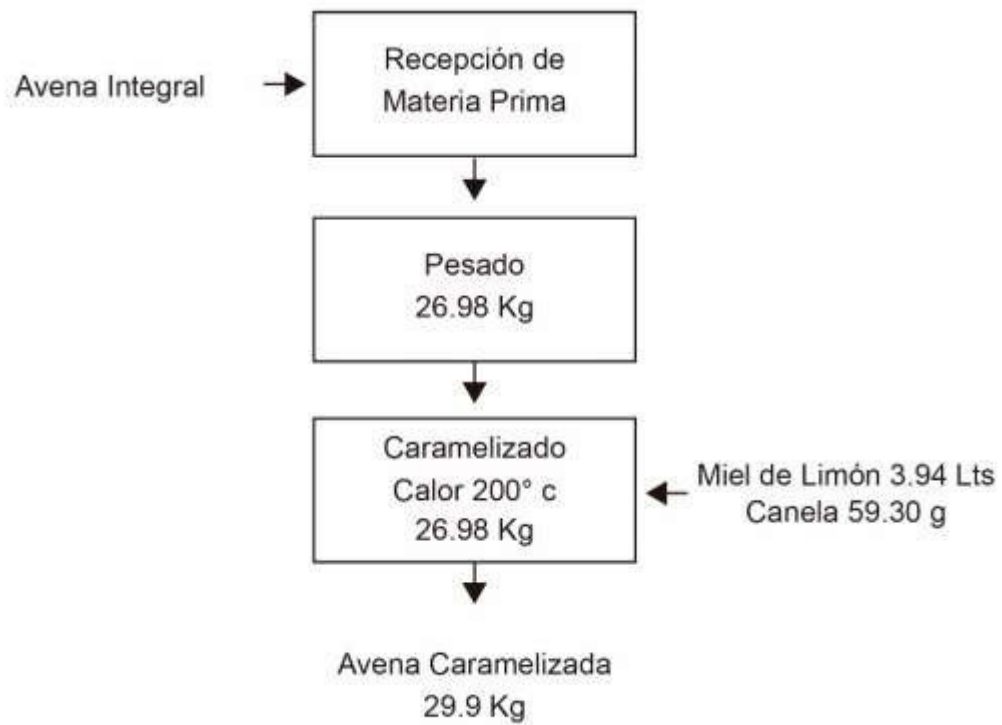 Avena Integral
Recepción de
Materia Prima
Pesado
26.98 Kg
Caramelizado
Calor 200° c
26.98 Kg
Miel de Limón 3.94 Lts
Canela 59.30 g
Avena Caramelizada
29.9 Kg